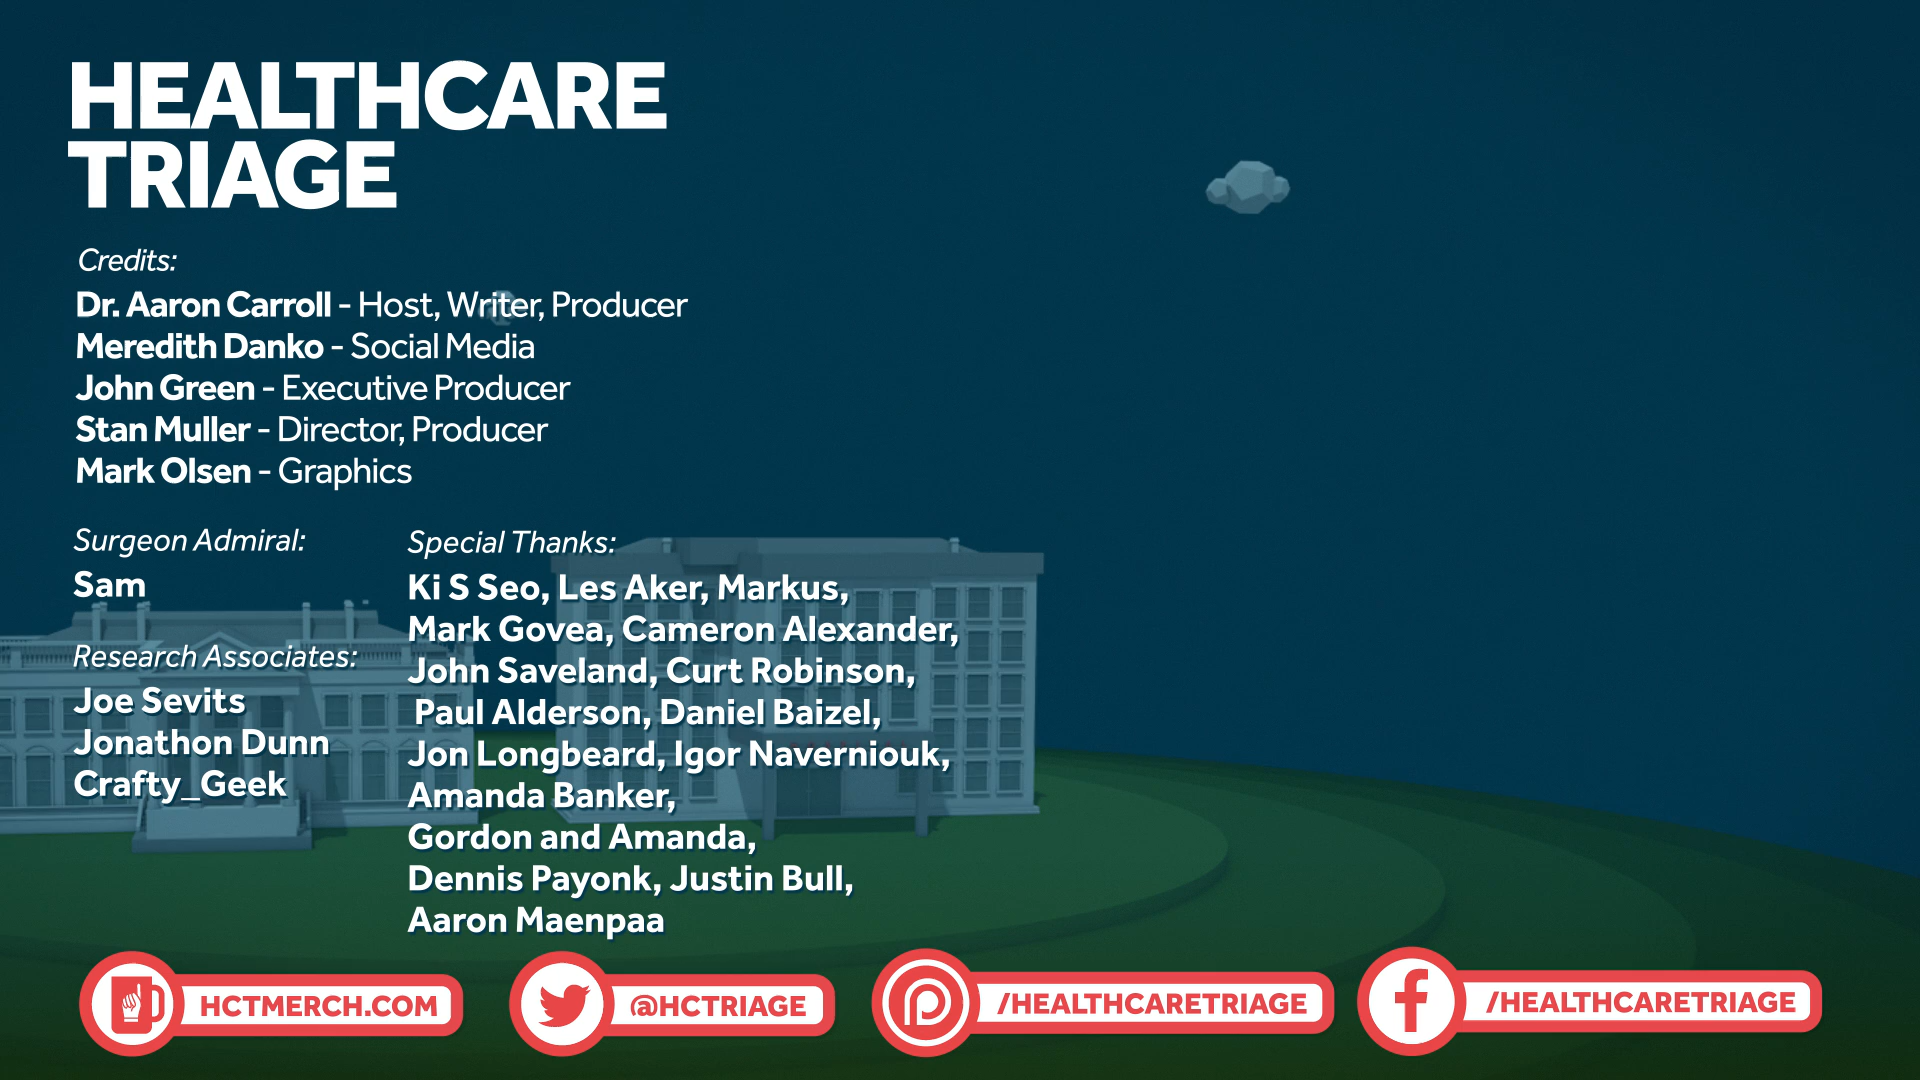 HEALTHCARE
TRIAGE
Credits:
Dr. Aaron Carroll - Host, Writer, Producer
Meredith Danko - Social Media
John Green - Executive Producer
Stan Muller - Director, Producer
Mark Olsen - Graphics
Surgeon Admiral:
Sam
Research Associates:
Joe Sevits
Jonathon Dunn
Crafty_Geek
Special Thanks:
Ki S Seo, Les Aker, Markus,
Mark Govea, Cameron Alexander,
John Saveland, Curt Robinson,
Paul Alderson, Daniel Baizel,
Jon Longbeard, Igor Naverniouk,
Amanda Banker,
Gordon and Amanda,
Dennis Payonk, Justin Bull,
Aaron Maenpaa
HCTMERCH.COM
@HCTRIAGE
/HEALTHCARETRIAGE
/HEALTHCARETRIAGE